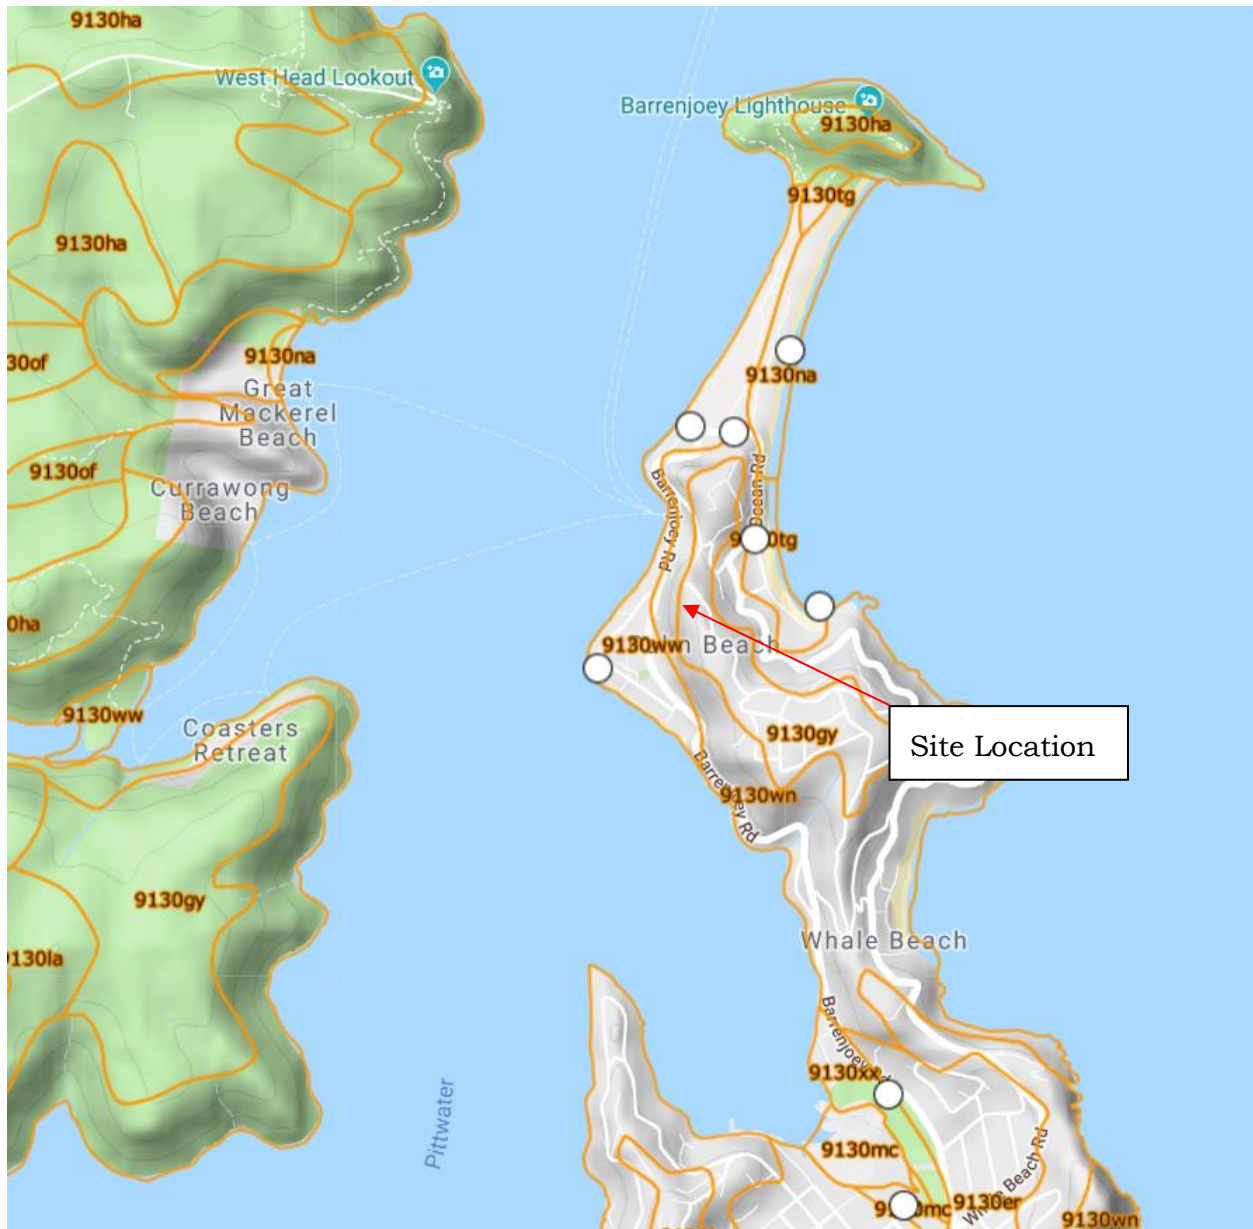 9130ha
West Head Lookout
Barrenjoey Lighthouse
9130ha
9130tg
9130ha
30of
9130na
Great
Mackerel
Beach
9130na
9130of
Currawong
Beach
Barrenjoey Rd
Ocean Rd
0ha
9130ww
Beach
9130ww
Coasters
Retreat
9130gy
Site Location
Barrenjoey Rd
9130wn
9130gy
Whale Beach
130la
Barrenjoey
9130xx
Pittwater
9130mc
Whale Beach Rd
9130er
9130wn